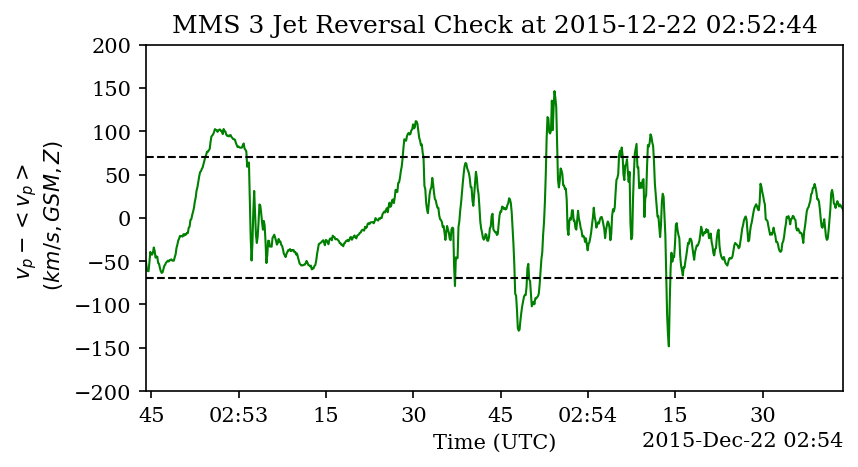 MMS 3 Jet Reversal Check at 2015-12-22 02:52:44
200
150
100
50
0
−50
−100
−150
−200
v_p − < v_p >
(km/s, GSM, Z)
45 02:53 15 30 45 02:54 15 30
Time (UTC)
2015-Dec-22 02:54